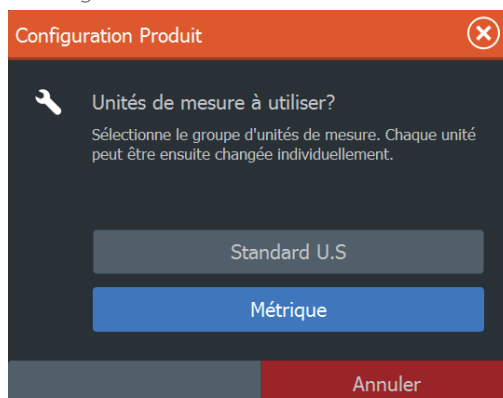 Configuration Produit
Unités de mesure à utiliser?
Sélectionne le groupe d'unités de mesure. Chaque unité
peut être ensuite changée individuellement.
Standard U.S
Métrique
Annuler